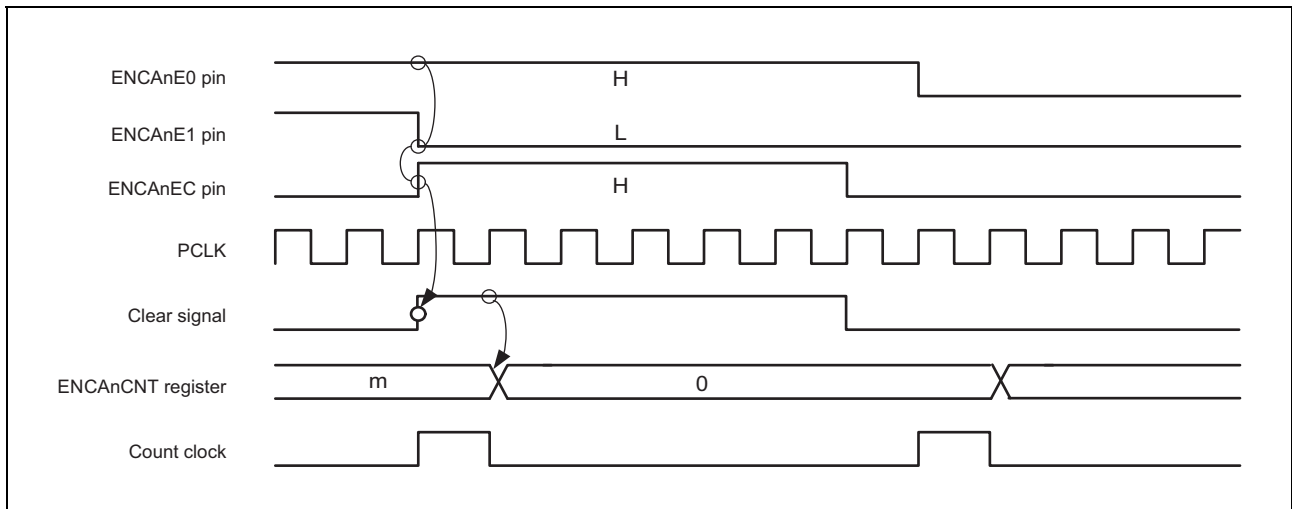 ENCAnE0 pin
H
ENCAnE1 pin
L
ENCAnEC pin
H
PCLK
Clear signal
ENCAnCNT register
m
0
Count clock